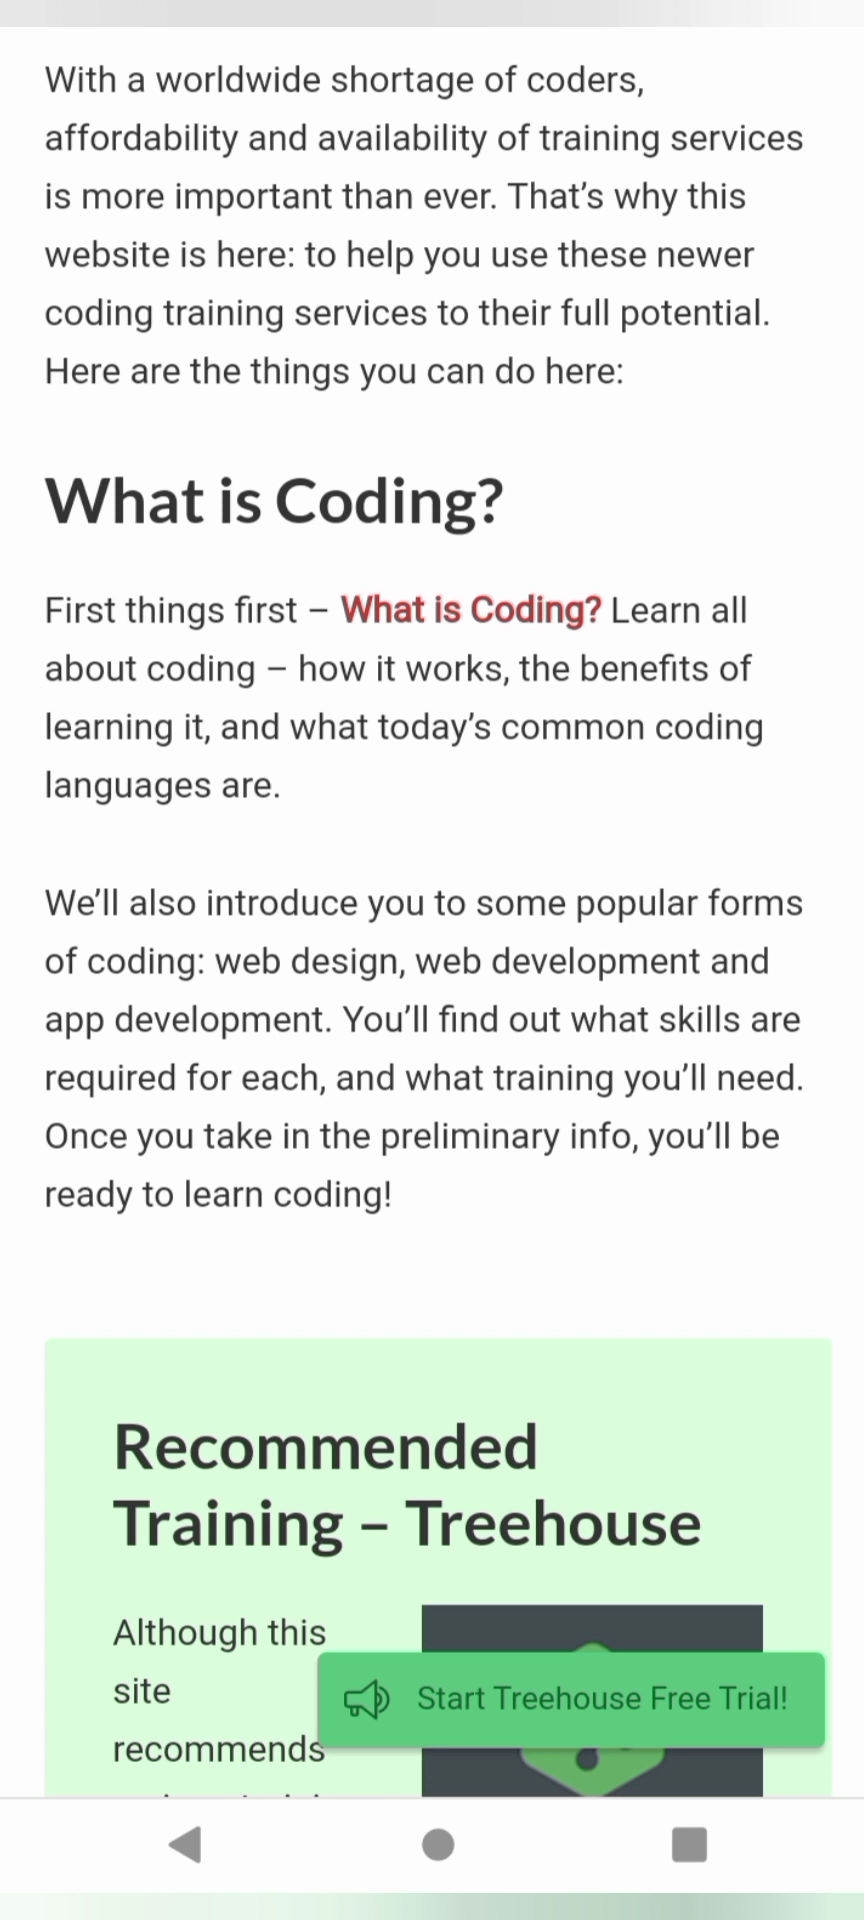 With a worldwide shortage of coders,
affordability and availability of training services
is more important than ever. That’s why this
website is here: to help you use these newer
coding training services to their full potential.
Here are the things you can do here:
What is Coding?
First things first – What is Coding? Learn all
about coding – how it works, the benefits of
learning it, and what today’s common coding
languages are.
We’ll also introduce you to some popular forms
of coding: web design, web development and
app development. You’ll find out what skills are
required for each, and what training you’ll need.
Once you take in the preliminary info, you’ll be
ready to learn coding!
Recommended
Training – Treehouse
Although this
site
recommends
Start Treehouse Free Trial!